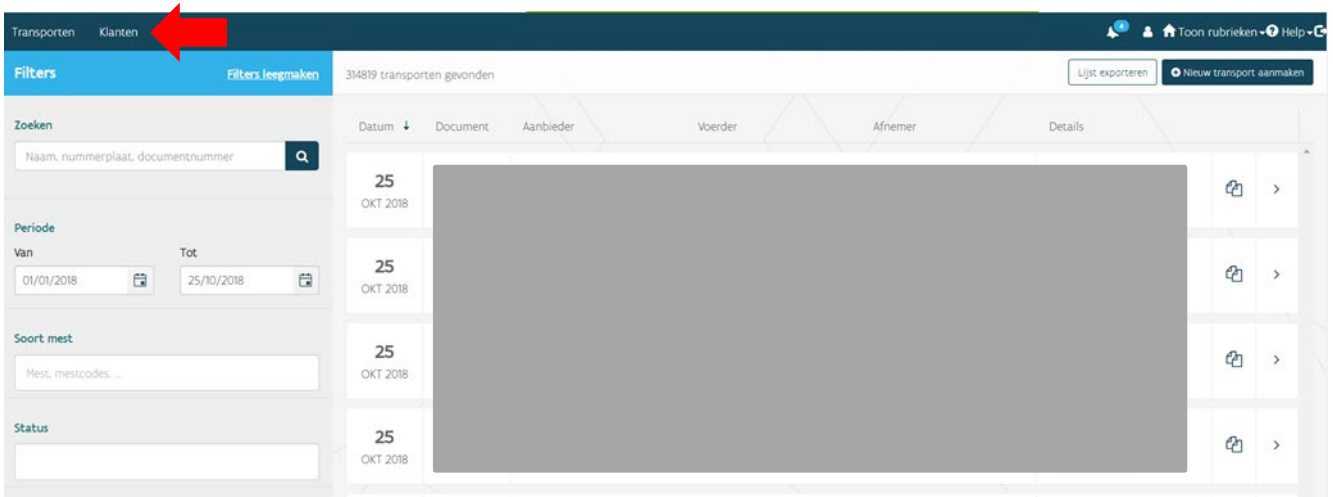 Transporten Klanten 4 Toon rubrieken Help
Filters Filters leegmaken 314819 transporten gevonden Lijst exporteren Nieuw transport aanmaken
Zoeken Datum Document Aanbieder Voerder Afnemer Details
Naam, nummerplaat, documentnummer
25
OKT 2018
Periode
Van Tot
01/01/2018 25/10/2018
25
OKT 2018
Soort mest
Mest, mestcodes, ...
25
OKT 2018
Status
25
OKT 2018